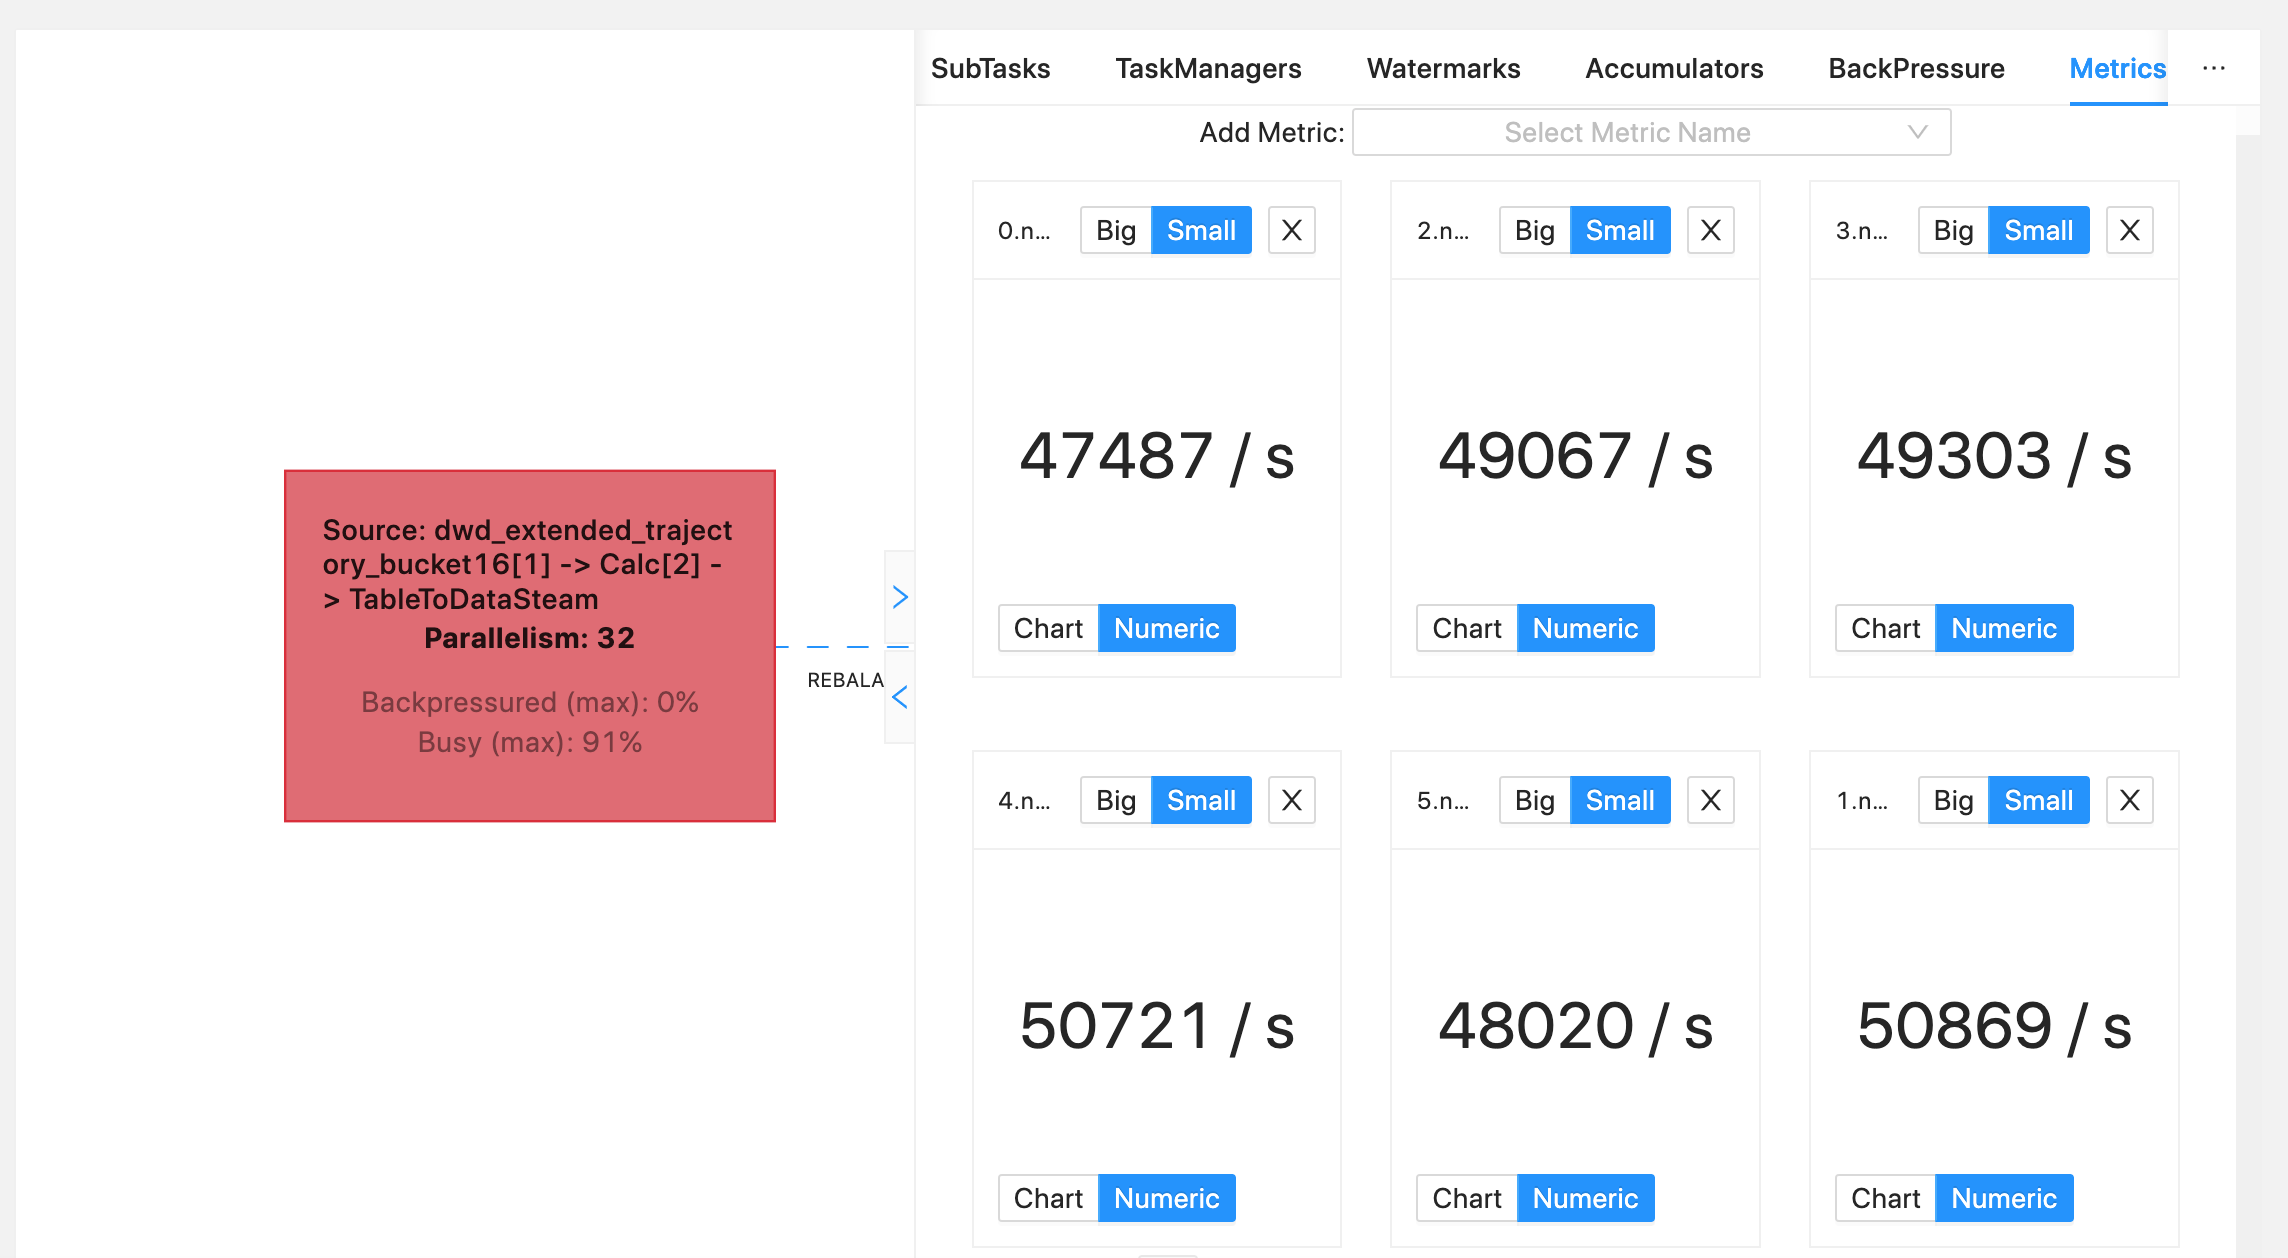 SubTasks TaskManagers Watermarks Accumulators BackPressure Metrics ···
Add Metric: Select Metric Name
0.n... Big Small X
2.n... Big Small X
3.n... Big Small X
47487 / s
49067 / s
49303 / s
Chart Numeric
Chart Numeric
Chart Numeric
Source: dwd_extended_traject
ory_bucket16[1] -> Calc[2] -
> TableToDataSteam
Parallelism: 32
Backpressured (max): 0%
Busy (max): 91%
REBALA
4.n... Big Small X
5.n... Big Small X
1.n... Big Small X
50721 / s
48020 / s
50869 / s
Chart Numeric
Chart Numeric
Chart Numeric